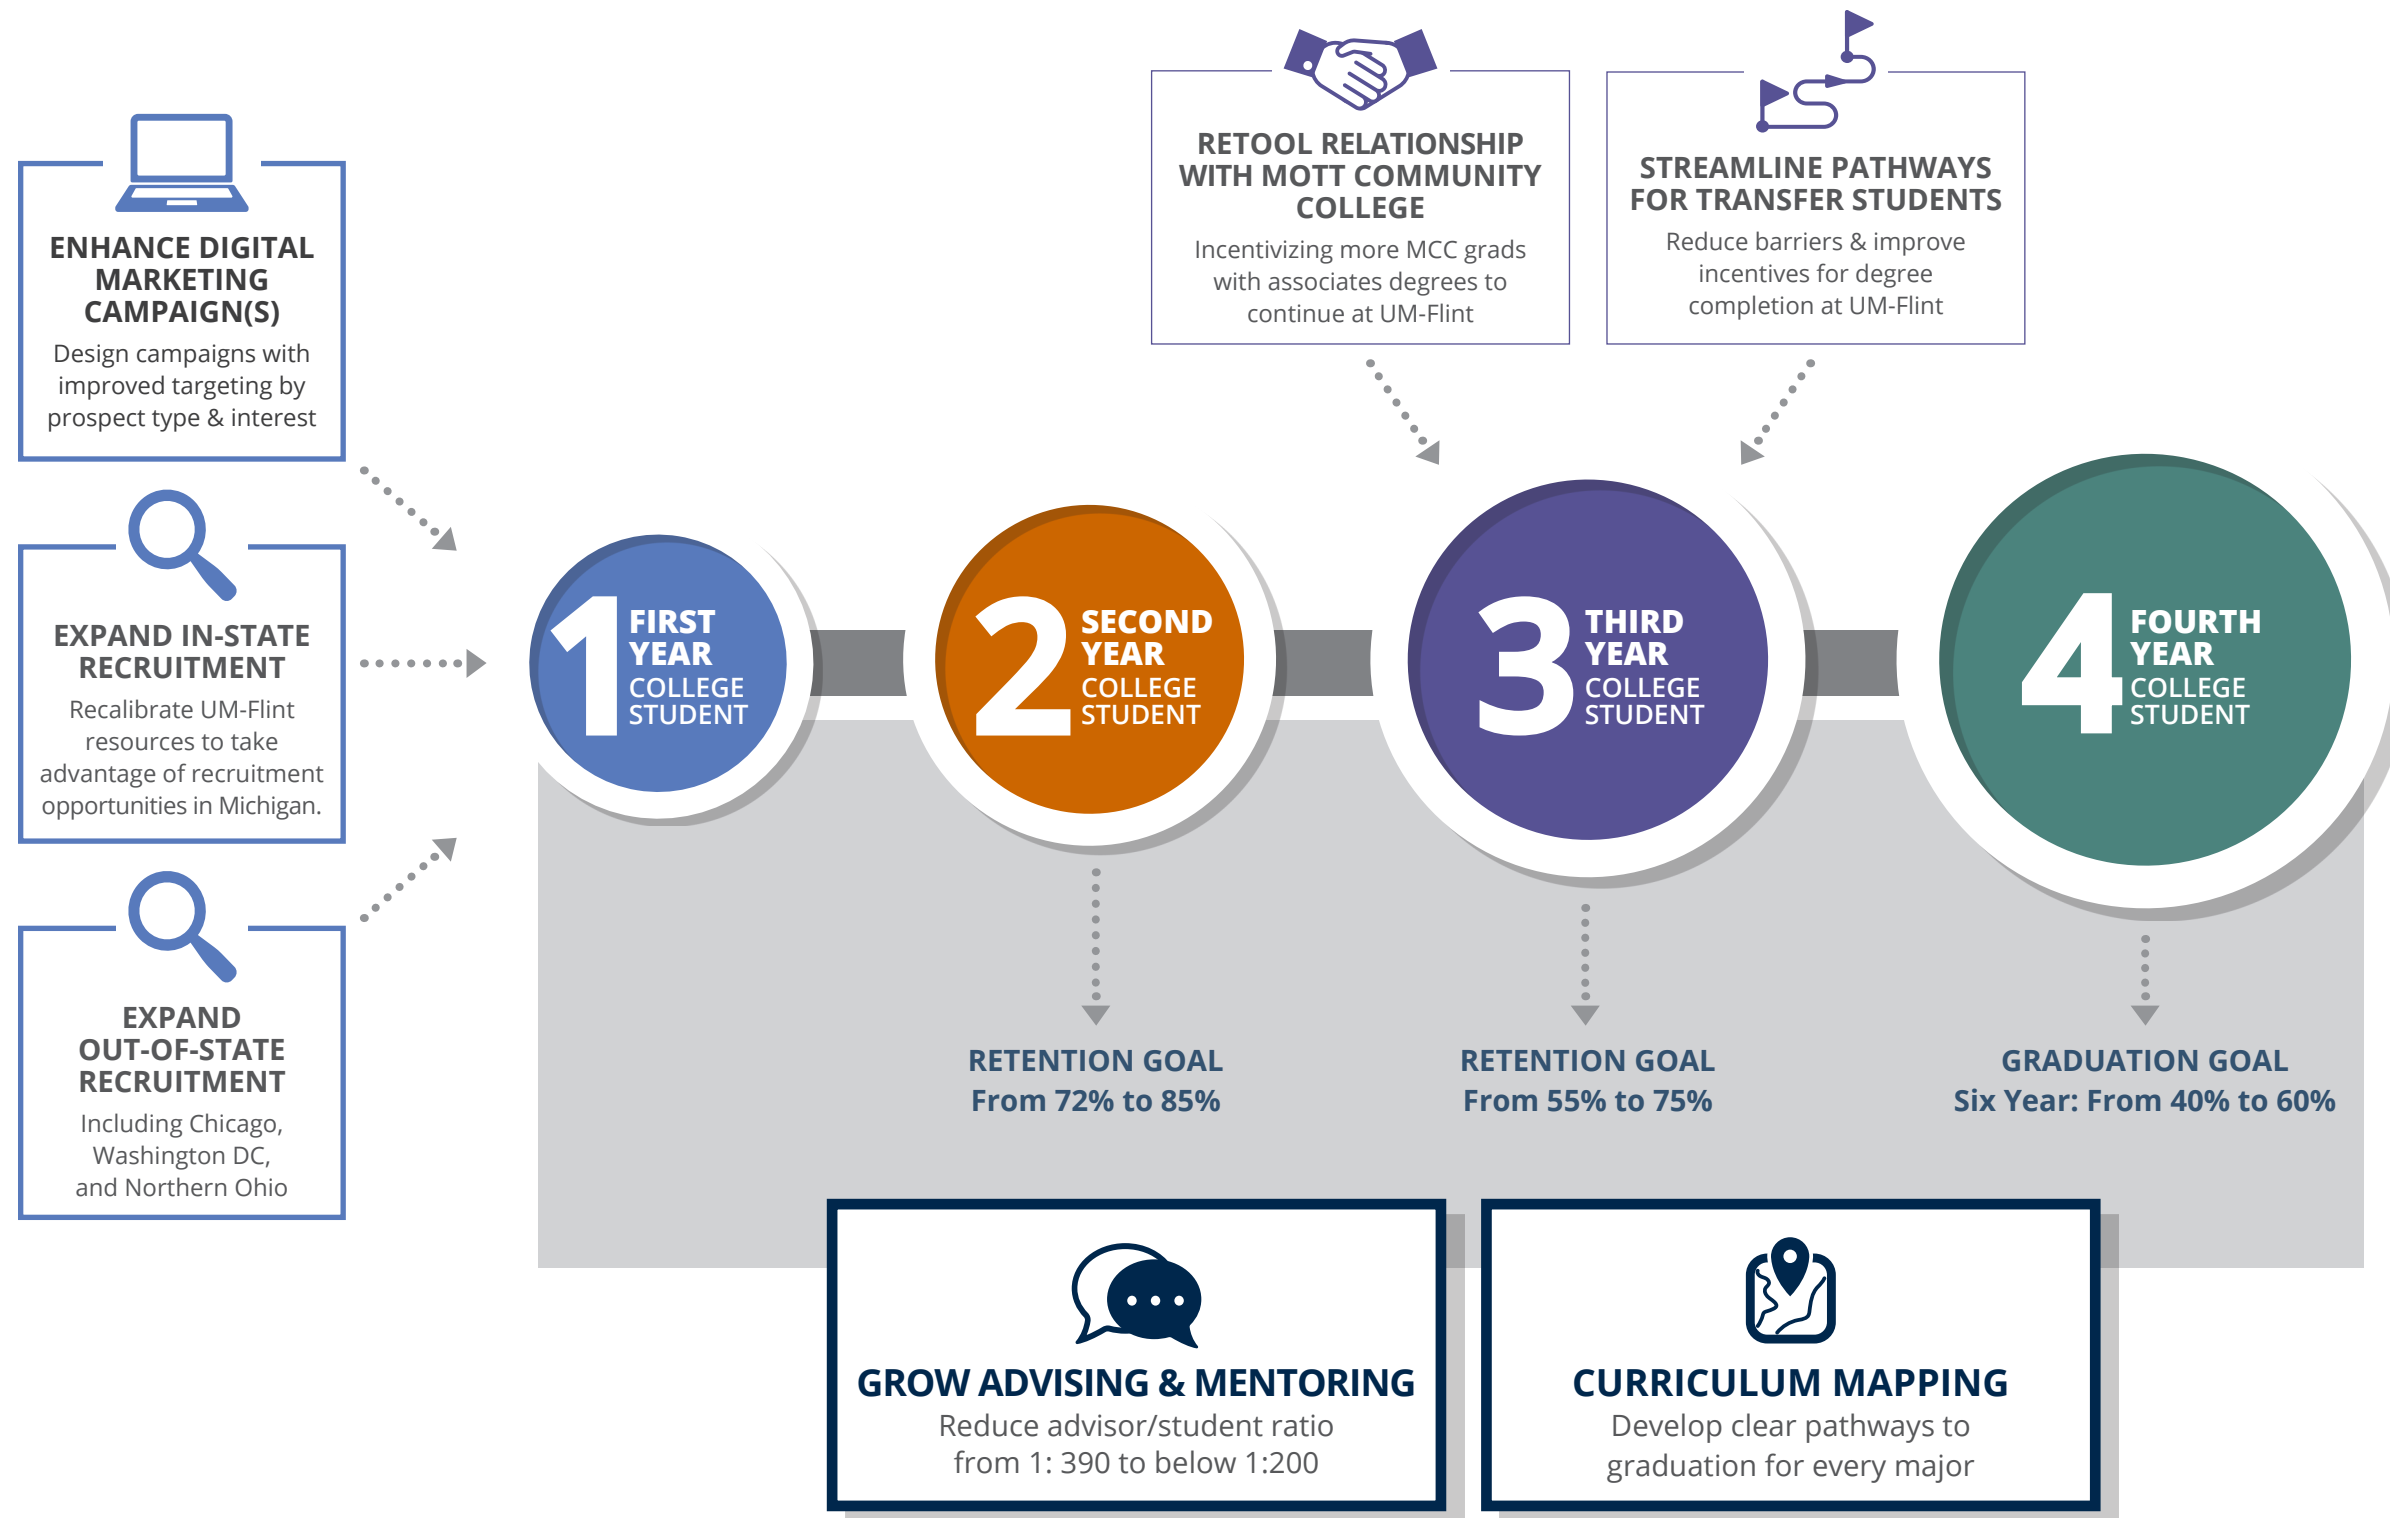 ENHANCE DIGITAL
MARKETING
CAMPAIGN(S)
Design campaigns with
improved targeting by
prospect type & interest
EXPAND IN-STATE
RECRUITMENT
Recalibrate UM-Flint
resources to take
advantage of recruitment
opportunities in Michigan.
EXPAND
OUT-OF-STATE
RECRUITMENT
Including Chicago,
Washington DC,
and Northern Ohio
RETOOL RELATIONSHIP
WITH MOTT COMMUNITY
COLLEGE
Incentivizing more MCC grads
with associates degrees to
continue at UM-Flint
STREAMLINE PATHWAYS
FOR TRANSFER STUDENTS
Reduce barriers & improve
incentives for degree
completion at UM-Flint
1
FIRST
YEAR
COLLEGE
STUDENT
2
SECOND
YEAR
COLLEGE
STUDENT
3
THIRD
YEAR
COLLEGE
STUDENT
4
FOURTH
YEAR
COLLEGE
STUDENT
RETENTION GOAL
From 72% to 85%
RETENTION GOAL
From 55% to 75%
GRADUATION GOAL
Six Year: From 40% to 60%
GROW ADVISING & MENTORING
Reduce advisor/student ratio
from 1: 390 to below 1:200
CURRICULUM MAPPING
Develop clear pathways to
graduation for every major